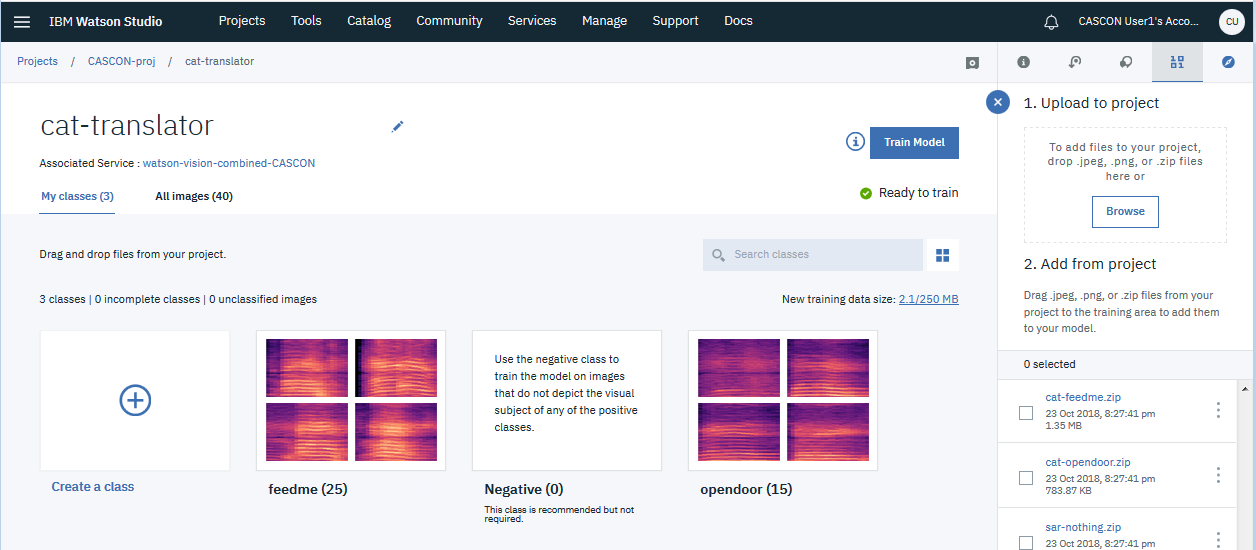 IBM Watson Studio Projects Tools Catalog Community Services Manage Support Docs CASCON User1's Acco... CU
Projects / CASCON-proj / cat-translator
cat-translator
Train Model
Associated Service : watson-vision-combined-CASCON
My classes (3) All images (40)
Ready to train
Drag and drop files from your project.
Search classes
3 classes | 0 incomplete classes | 0 unclassified images
New training data size: 2.1/250 MB
Create a class
feedme (25)
Use the negative class to
train the model on images
that do not depict the visual
subject of any of the positive
classes.
Negative (0)
This class is recommended but not
required.
opendoor (15)
1. Upload to project
To add files to your project,
drop .jpeg, .png, or .zip files
here or
Browse
2. Add from project
Drag .jpeg, .png, or .zip files from your
project to the training area to add them
to your model.
0 selected
cat-feedme.zip
23 Oct 2018, 8:27:41 pm
1.35 MB
cat-opendoor.zip
23 Oct 2018, 8:27:41 pm
783.87 KB
sar-nothing.zip
23 Oct 2018, 8:27:41 pm